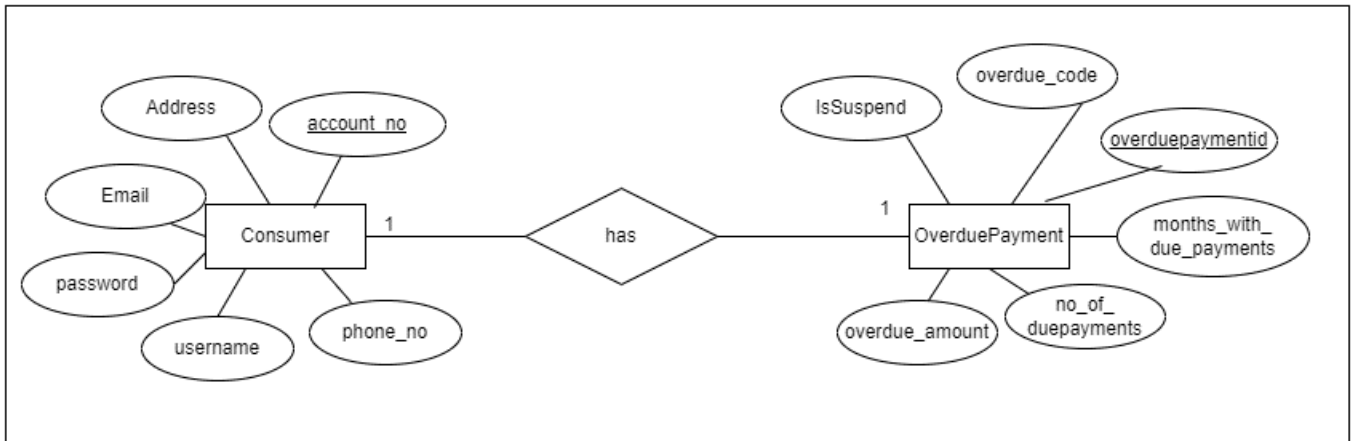 Address
account_no
Email
Consumer
password
username
phone_no
1
has
1
IsSuspend
overdue_code
overduepaymentid
OverduePayment
months_with_
due_payments
overdue_amount
no_of_
duepayments